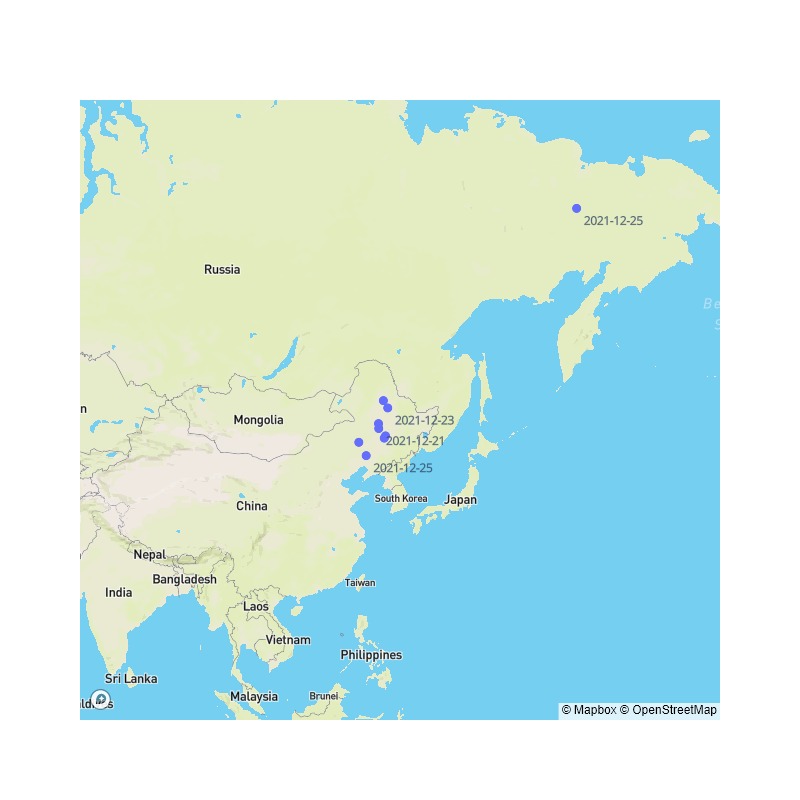 2021-12-25
Russia
Be
S
n
Mongolia
2021-12-23
2021-12-21
2021-12-25
China
South Korea
Japan
Nepal
Bangladesh
India
Taiwan
Laos
Vietnam
Philippines
Sri Lanka
Malaysia
Brunei
© Mapbox © OpenStreetMap